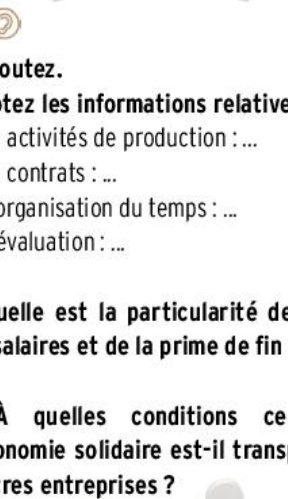 outez.
otez les informations relative
activités de production : ...
contrats : ...
organisation du temps : ...
évaluation : ...
uelle est la particularité de
salaires et de la prime de fin
À quelles conditions ce
onomie solidaire est-il transp
tres entreprises ?